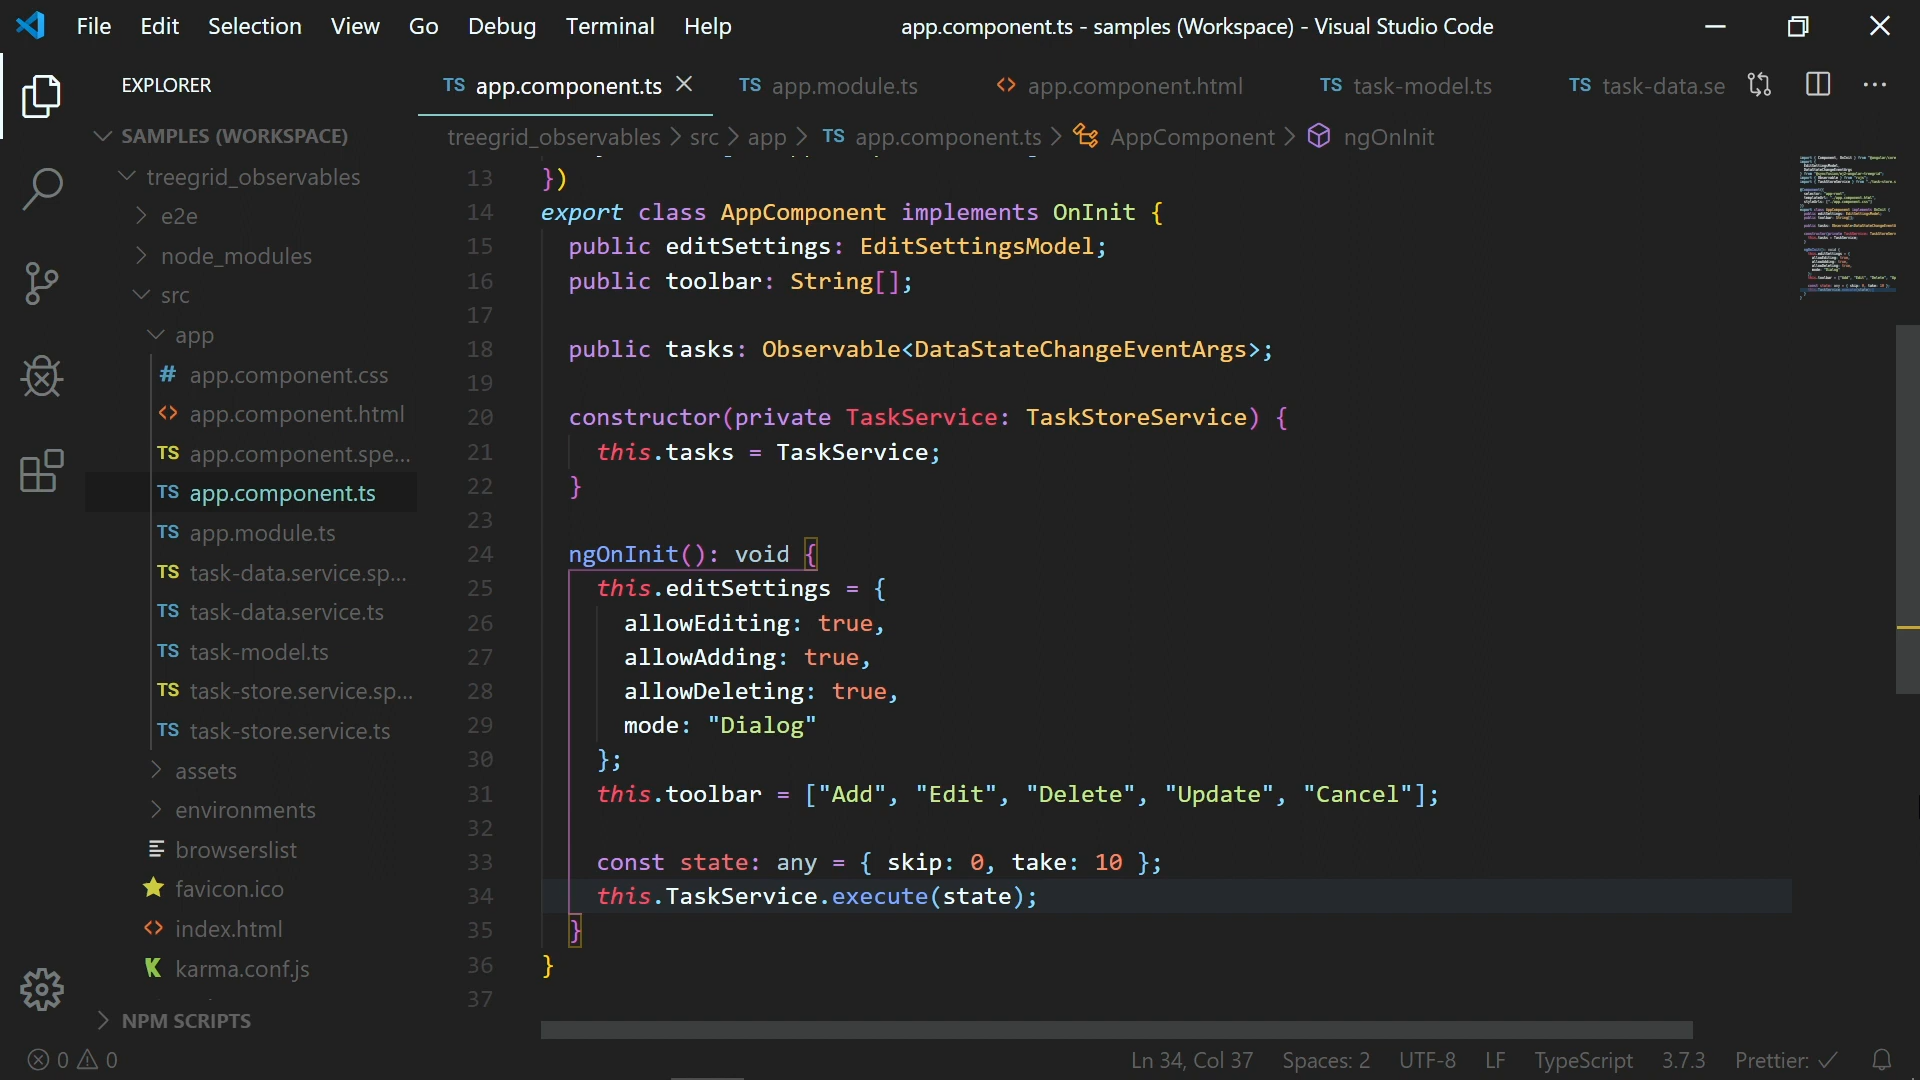 File Edit Selection View Go Debug Terminal Help app.component.ts - samples (Workspace) - Visual Studio Code
EXPLORER
TS app.component.ts TS app.module.ts <> app.component.html TS task-model.ts TS task-data.se
SAMPLES (WORKSPACE)
treegrid_observables > src > app > TS app.component.ts > AppComponent > ngOnInit
treegrid_observables
e2e
node_modules
src
app
# app.component.css
<> app.component.html
TS app.component.spe...
TS app.component.ts
TS app.module.ts
TS task-data.service.sp...
TS task-data.service.ts
TS task-model.ts
TS task-store.service.sp...
TS task-store.service.ts
assets
environments
browserslist
favicon.ico
<> index.html
K karma.conf.js
NPM SCRIPTS
13 })
14 export class AppComponent implements OnInit {
15 public editSettings: EditSettingsModel;
16 public toolbar: String[];
17
18 public tasks: Observable<DataStateChangeEventArgs>;
19
20 constructor(private TaskService: TaskStoreService) {
21 this.tasks = TaskService;
22 }
23
24 ngOnInit(): void {
25 this.editSettings = {
26 allowEditing: true,
27 allowAdding: true,
28 allowDeleting: true,
29 mode: "Dialog"
30 };
31 this.toolbar = ["Add", "Edit", "Delete", "Update", "Cancel"];
32
33 const state: any = { skip: 0, take: 10 };
34 this.TaskService.execute(state);
35 }
36 }
37
0 0 Ln 34, Col 37 Spaces: 2 UTF-8 LF TypeScript 3.7.3 Prettier: ✓